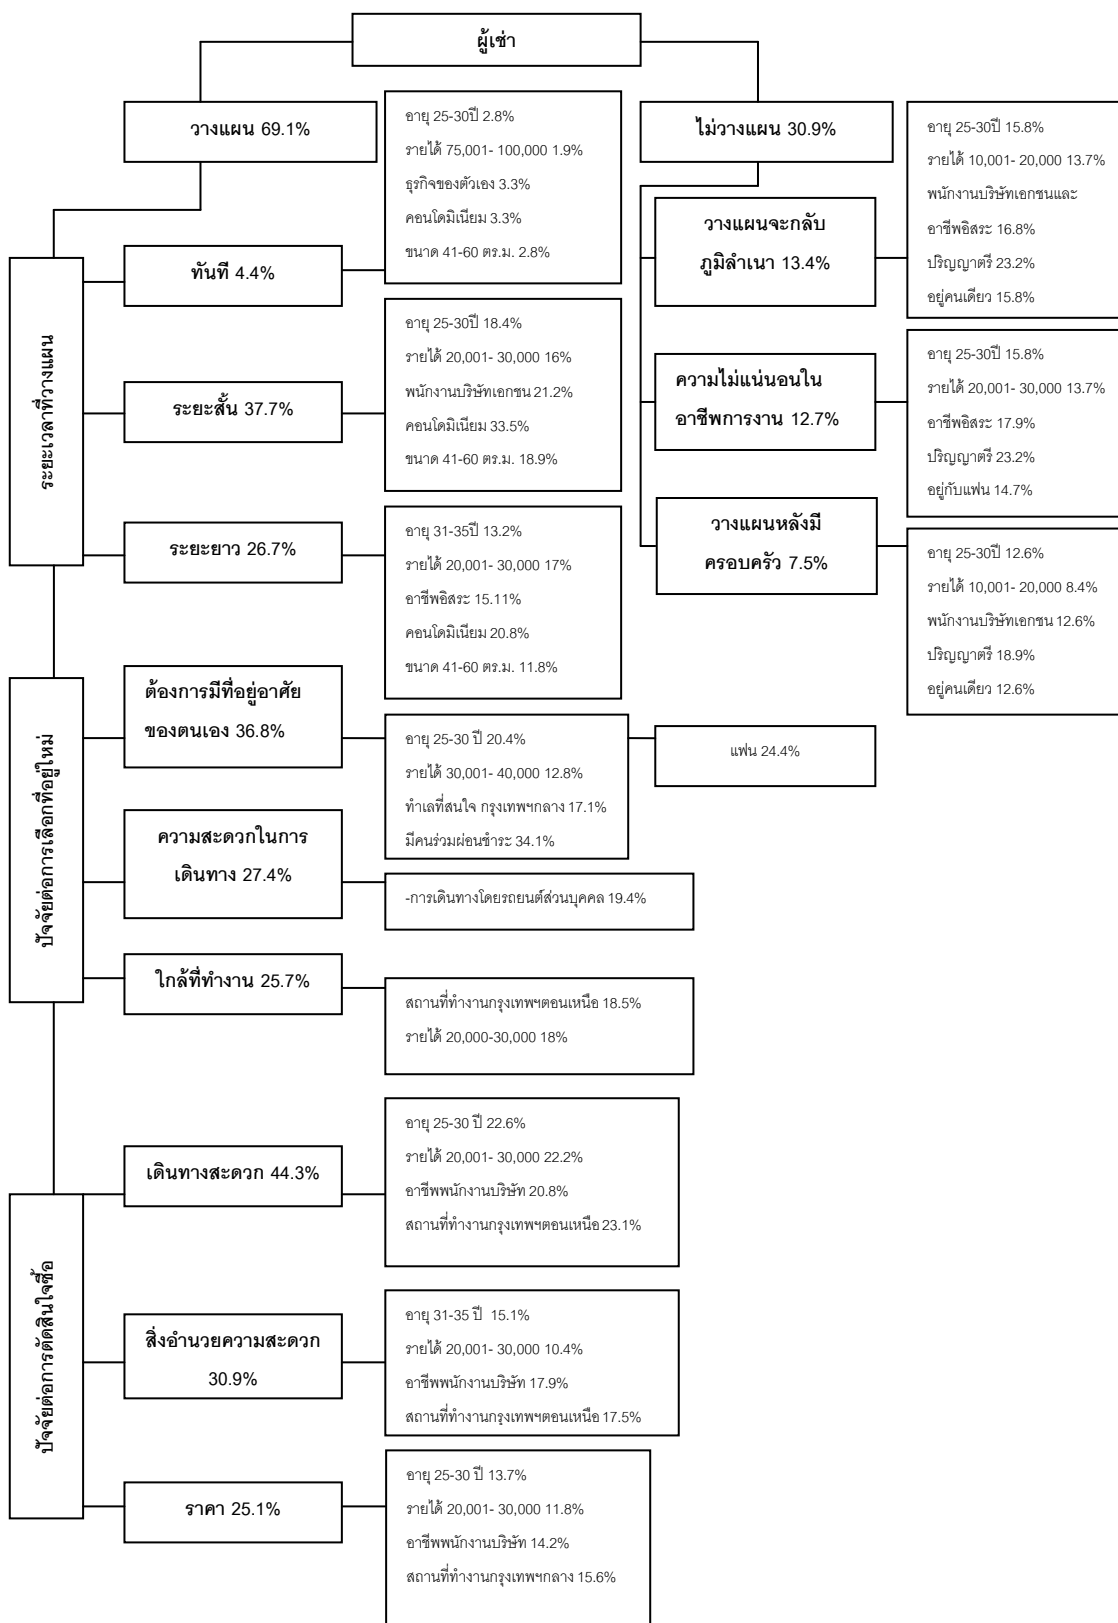 ผู้เช่า
วางแผน 69.1%
อายุ 25-30ปี 2.8%
รายได้ 75,001- 100,000 1.9%
ธุรกิจของตัวเอง 3.3%
คอนโดมิเนียม 3.3%
ขนาด 41-60 ตร.ม. 2.8%
ไม่วางแผน 30.9%
อายุ 25-30ปี 15.8%
รายได้ 10,001- 20,000 13.7%
พนักงานบริษัทเอกชนและ
อาชีพอิสระ 16.8%
ปริญญาตรี 23.2%
อยู่คนเดียว 15.8%
วางแผนจะกลับ
ภูมิลำเนา 13.4%
ระยะเวลาที่วางแผน
ทันที 4.4%
ระยะสั้น 37.7%
อายุ 25-30ปี 18.4%
รายได้ 20,001- 30,000 16%
พนักงานบริษัทเอกชน 21.2%
คอนโดมิเนียม 33.5%
ขนาด 41-60 ตร.ม. 18.9%
ความไม่แน่นอนใน
อาชีพการงาน 12.7%
อายุ 25-30ปี 15.8%
รายได้ 20,001- 30,000 13.7%
อาชีพอิสระ 17.9%
ปริญญาตรี 23.2%
อยู่กับแฟน 14.7%
ระยะยาว 26.7%
อายุ 31-35ปี 13.2%
รายได้ 20,001- 30,000 17%
อาชีพอิสระ 15.11%
คอนโดมิเนียม 20.8%
ขนาด 41-60 ตร.ม. 11.8%
วางแผนหลังมี
ครอบครัว 7.5%
อายุ 25-30ปี 12.6%
รายได้ 10,001- 20,000 8.4%
พนักงานบริษัทเอกชน 12.6%
ปริญญาตรี 18.9%
อยู่คนเดียว 12.6%
ปัจจัยต่อการเลือกที่อยู่ใหม่
ต้องการมีที่อยู่อาศัย
ของตนเอง 36.8%
อายุ 25-30 ปี 20.4%
รายได้ 30,001- 40,000 12.8%
ทำเลที่สนใจ กรุงเทพฯกลาง 17.1%
มีคนร่วมผ่อนชำระ 34.1%
แฟน 24.4%
ความสะดวกในการ
เดินทาง 27.4%
-การเดินทางโดยรถยนต์ส่วนบุคคล 19.4%
ใกล้ที่ทำงาน 25.7%
สถานที่ทำงานกรุงเทพฯตอนเหนือ 18.5%
รายได้ 20,000-30,000 18%
ปัจจัยต่อการตัดสินใจซื้อ
เดินทางสะดวก 44.3%
อายุ 25-30 ปี 22.6%
รายได้ 20,001- 30,000 22.2%
อาชีพพนักงานบริษัท 20.8%
สถานที่ทำงานกรุงเทพฯตอนเหนือ 23.1%
สิ่งอำนวยความสะดวก
30.9%
อายุ 31-35 ปี 15.1%
รายได้ 20,001- 30,000 10.4%
อาชีพพนักงานบริษัท 17.9%
สถานที่ทำงานกรุงเทพฯตอนเหนือ 17.5%
ราคา 25.1%
อายุ 25-30 ปี 13.7%
รายได้ 20,001- 30,000 11.8%
อาชีพพนักงานบริษัท 14.2%
สถานที่ทำงานกรุงเทพฯกลาง 15.6%